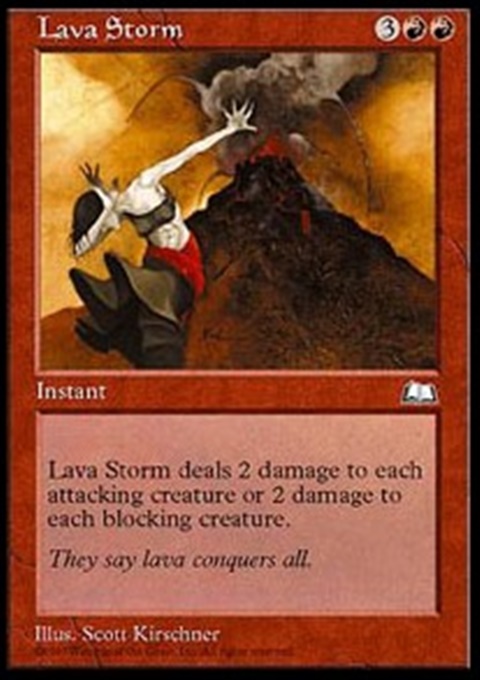 Lava Storm 3
Instant
Lava Storm deals 2 damage to each
attacking creature or 2 damage to
each blocking creature.
They say lava conquers all.
Illus. Scott Kirschner